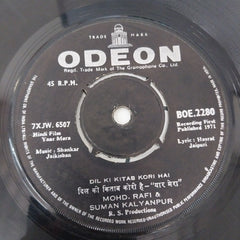 TRADE MARK
ODEON
Regd. Trade Mark of The Gramophone Co. Ltd.
45 R.P.M.
BOE.2280
7XJW. 6507
Recording First
Published 1971
Hindi Film
Yaar Mera
Music : Shankar
Jaikishan
Lyric : Hasrat
Jaipuri
DIL KI KITAB KORI HAI
दिल की किताब कोरी है - "यार मेरा"
MOHD. RAFI &
SUMAN KALYANPUR
R. S. Productions